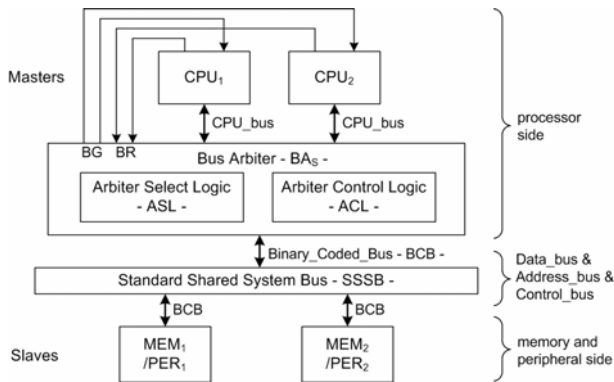 Masters
CPU₁
CPU₂
CPU_bus
CPU_bus
processor
side
BG
BR
Bus Arbiter - BAₛ -
Arbiter Select Logic
- ASL -
Arbiter Control Logic
- ACL -
Binary_Coded_Bus - BCB -
Data_bus &
Address_bus &
Control_bus
Standard Shared System Bus - SSSB -
BCB
BCB
Slaves
MEM₁
/PER₁
MEM₂
/PER₂
memory and
peripheral side